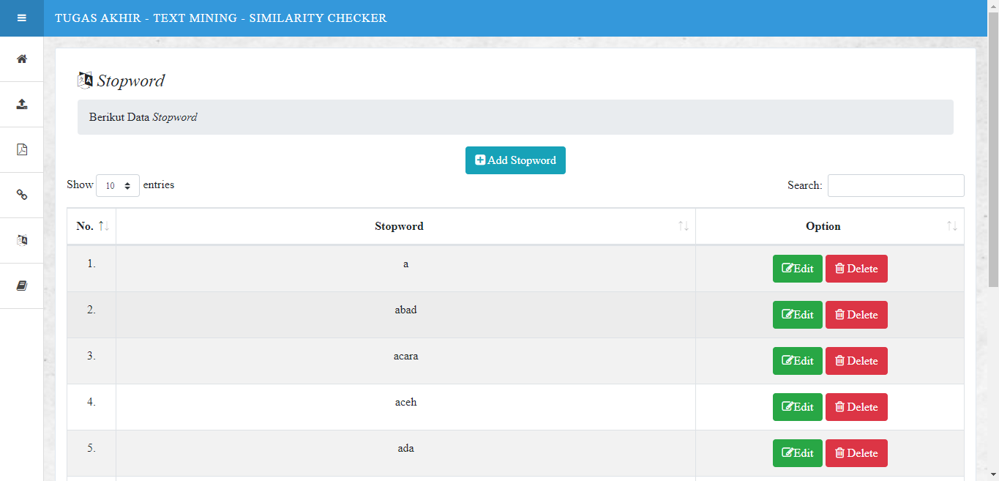 TUGAS AKHIR - TEXT MINING - SIMILARITY CHECKER
Stopword
Berikut Data Stopword
Add Stopword
Show 10 entries
Search:
No. Stopword Option
1. a Edit Delete
2. abad Edit Delete
3. acara Edit Delete
4. aceh Edit Delete
5. ada Edit Delete